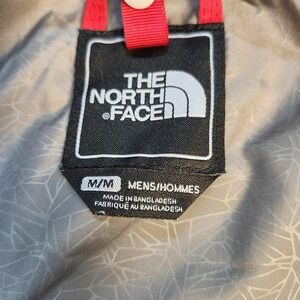 THE
NORTH
®FACE
M/M MENS/HOMMES
MADE IN BANGLADESH
FABRIQUÉ AU BANGLADESH